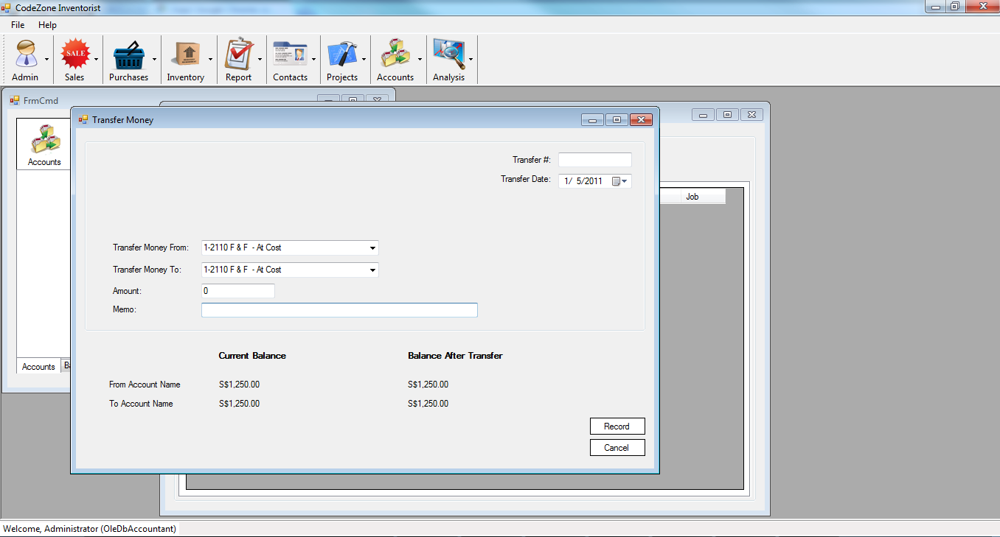 CodeZone Inventorist
File Help
Admin Sales Purchases Inventory Report Contacts Projects Accounts Analysis
SALE
FrmCmd
Accounts
Accounts
Transfer Money
Transfer #:
Transfer Date: 1/ 5/2011
Job
Transfer Money From: 1-2110 F & F - At Cost
Transfer Money To: 1-2110 F & F - At Cost
Amount: 0
Memo:
Current Balance Balance After Transfer
From Account Name S$1,250.00 S$1,250.00
To Account Name S$1,250.00 S$1,250.00
Record
Cancel
Welcome, Administrator (OleDbAccountant)